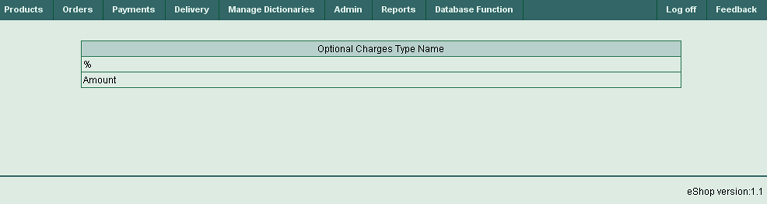 Products Orders Payments Delivery Manage Dictionaries Admin Reports Database Function Log off Feedback
Optional Charges Type Name
%
Amount
eShop version:1.1